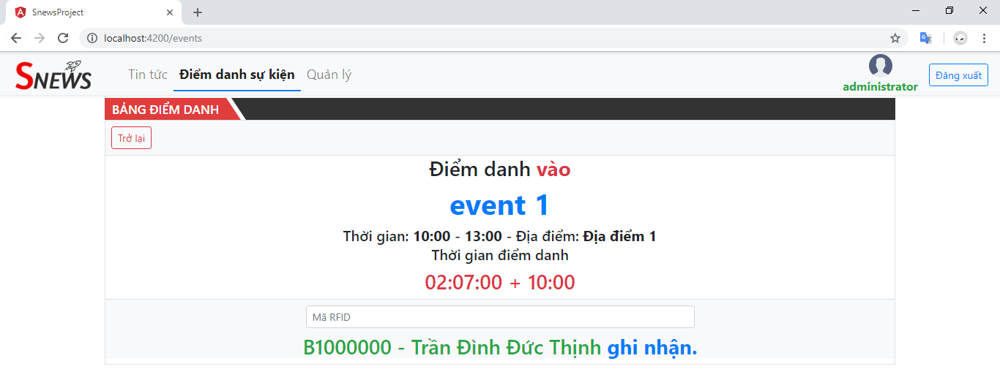 SnewsProject
localhost:4200/events
SNEWS
Tin tức Điểm danh sự kiện Quản lý
administrator
Đăng xuất
BẢNG ĐIỂM DANH
Trở lại
Điểm danh vào
event 1
Thời gian: 10:00 - 13:00 - Địa điểm: Địa điểm 1
Thời gian điểm danh
02:07:00 + 10:00
Mã RFID
B1000000 - Trần Đình Đức Thịnh ghi nhận.